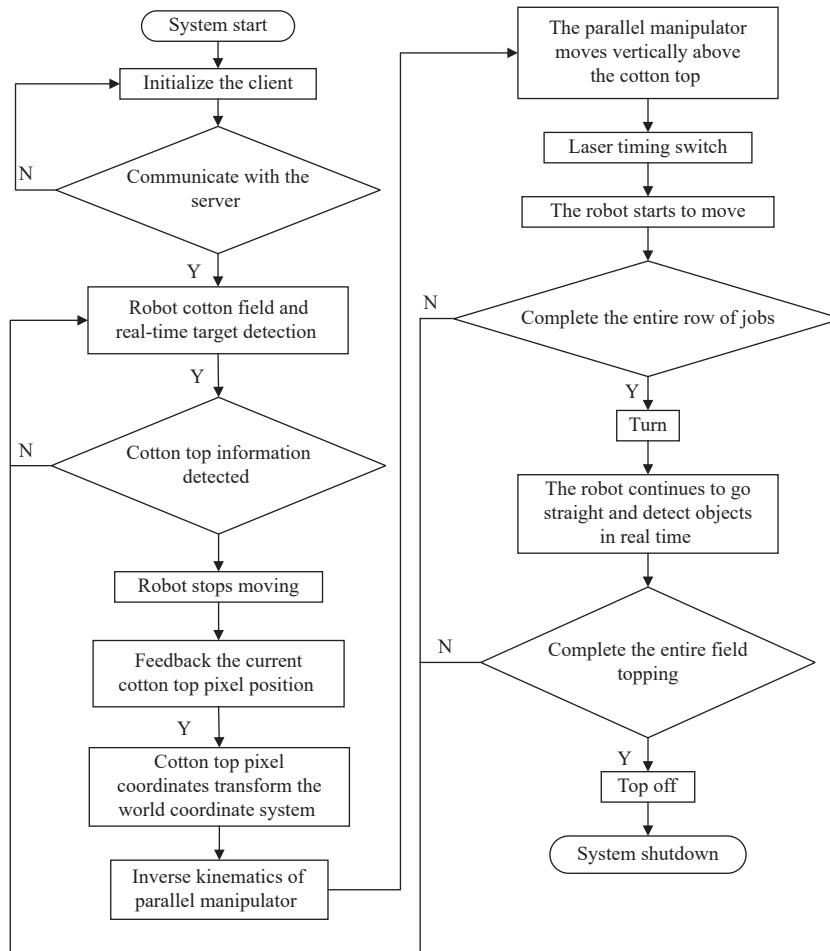 System start
Initialize the client
N
Communicate with the
server
Y
Robot cotton field and
real-time target detection
Y
N
Cotton top information
detected
Robot stops moving
Feedback the current
cotton top pixel position
Y
Cotton top pixel
coordinates transform the
world coordinate system
Inverse kinematics of
parallel manipulator
The parallel manipulator
moves vertically above
the cotton top
Laser timing switch
The robot starts to move
N
Complete the entire row of jobs
Y
Turn
The robot continues to go
straight and detect objects
in real time
N
Complete the entire field
topping
Y
Top off
System shutdown